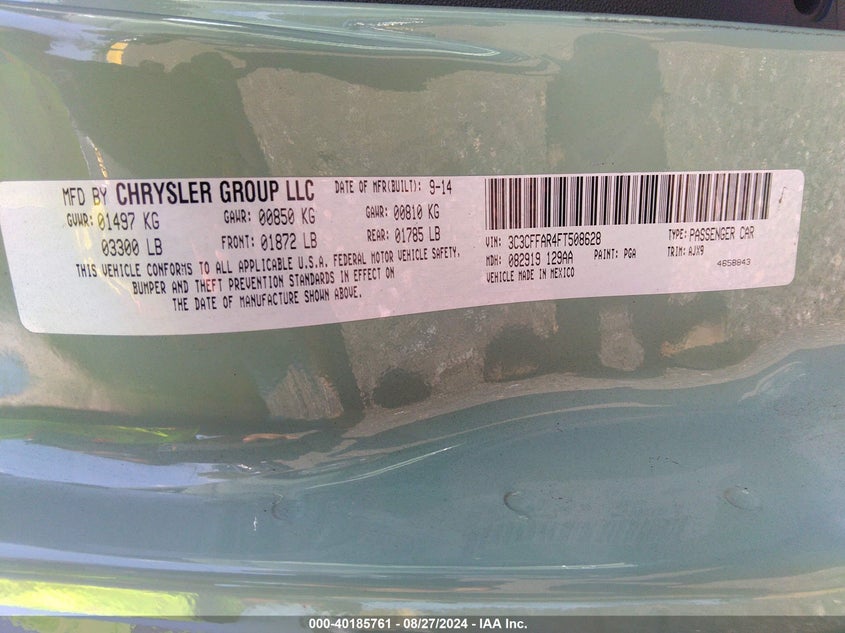 MFD BY CHRYSLER GROUP LLC DATE OF MFR(BUILT): 9-14
GVWR: 01497 KG GAWR: 00850 KG GAWR: 00810 KG
03300 LB FRONT: 01872 LB REAR: 01785 LB
THIS VEHICLE CONFORMS TO ALL APPLICABLE U.S.A. FEDERAL MOTOR VEHICLE SAFETY,
BUMPER AND THEFT PREVENTION STANDARDS IN EFFECT ON
THE DATE OF MANUFACTURE SHOWN ABOVE.
VIN: 3C3CFFAR4FT508628 TYPE: PASSENGER CAR
MDH: 082919 129AA PAINT: PGA TRIM: AJX9
VEHICLE MADE IN MEXICO 4658843
000-40185761 - 08/27/2024 - IAA Inc.